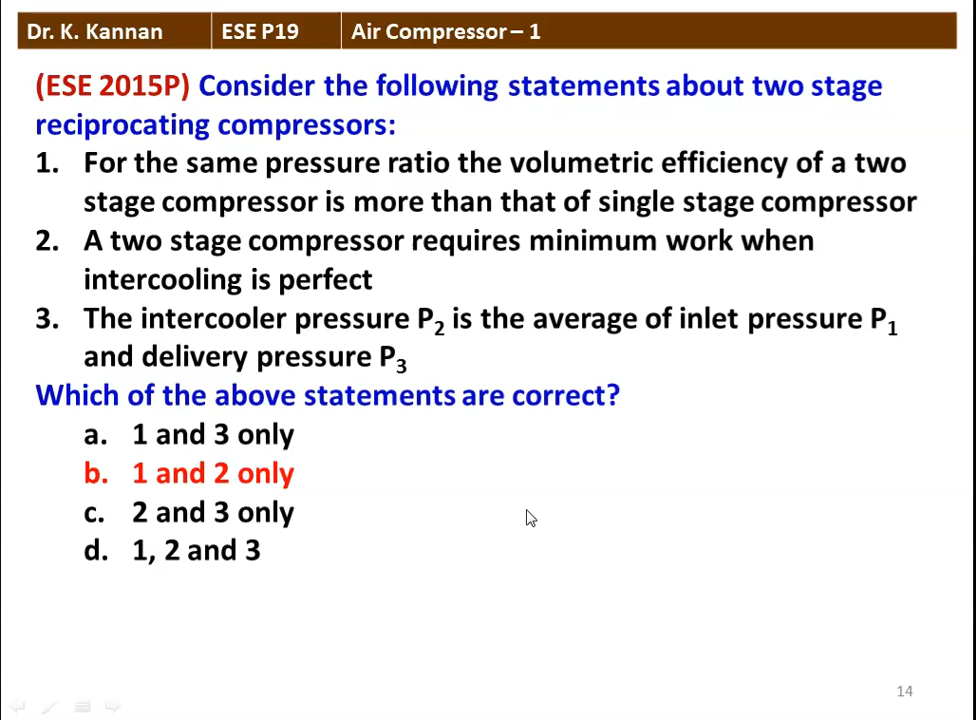 Dr. K. Kannan ESE P19 Air Compressor – 1
(ESE 2015P) Consider the following statements about two stage
reciprocating compressors:
1. For the same pressure ratio the volumetric efficiency of a two
stage compressor is more than that of single stage compressor
2. A two stage compressor requires minimum work when
intercooling is perfect
3. The intercooler pressure P₂ is the average of inlet pressure P₁
and delivery pressure P₃
Which of the above statements are correct?
a. 1 and 3 only
b. 1 and 2 only
c. 2 and 3 only
d. 1, 2 and 3
14